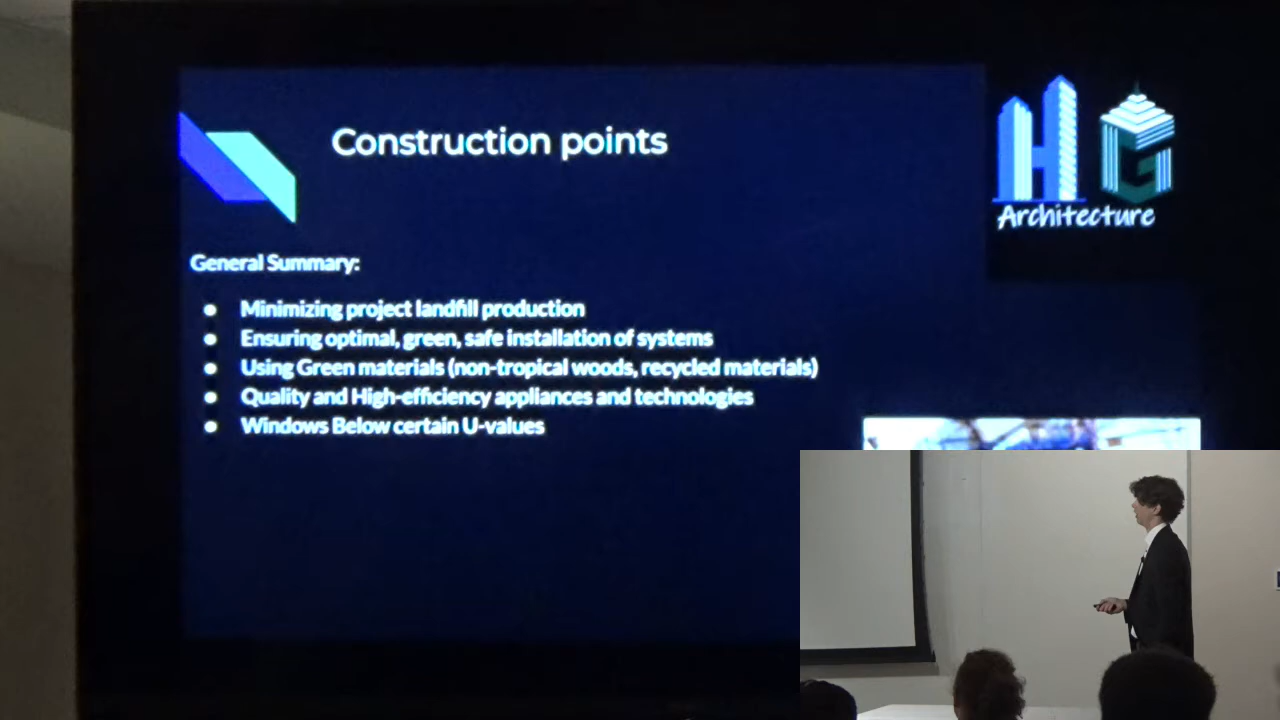 Construction points
HG
Architecture
General Summary:
Minimizing project landfill production
Ensuring optimal, green, safe installation of systems
Using Green materials (non-tropical woods, recycled materials)
Quality and High-efficiency appliances and technologies
Windows Below certain U-values